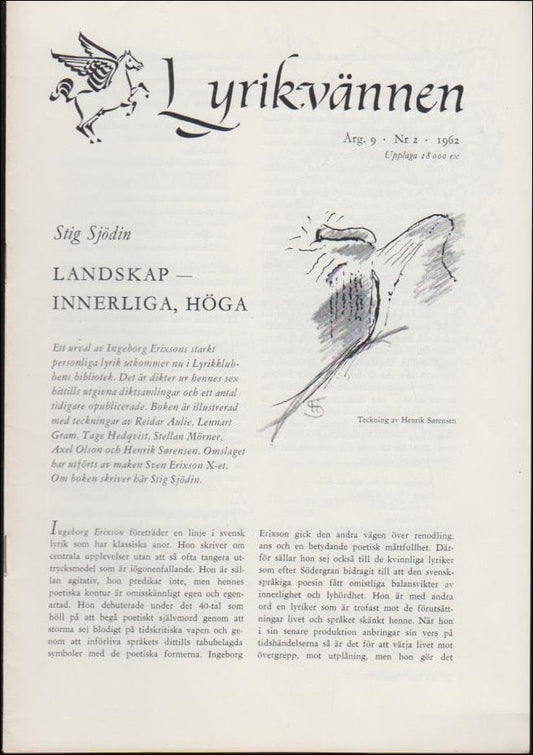 Lyrikvännen
Årg. 9 · Nr 2 · 1962
Upplaga 18 000 ex
Stig Sjödin
LANDSKAP —
INNERLIGA, HÖGA
Ett urval av Ingeborg Erixsons starkt
personliga lyrik utkommer nu i Lyrikklub-
bens bibliotek. Det är dikter ur hennes sex
hittills utgivna diktsamlingar och ett antal
tidigare opublicerade. Boken är illustrerad
med teckningar av Reidar Aulie, Lennart
Gram, Tage Hedqvist, Stellan Mörner,
Axel Olson och Henrik Sørensen. Omslaget
har utförts av maken Sven Erixson X-et.
Om boken skriver här Stig Sjödin.
Teckning av Henrik Sørensen
Ingeborg Erixson företräder en linje i svensk
lyrik som har klassiska anor. Hon skriver om
centrala upplevelser utan att så ofta tangera ut-
trycksmedel som är iögonenfallande. Hon är säl-
lan agitativ, hon predikar inte, men hennes
poetiska kontur är omisskännligt egen och egen-
artad. Hon debuterade under det 40-tal som
höll på att begå poetiskt självmord genom att
storma sej blodigt på tidskritiska vapen och ge-
nom att införliva språkets dittills tabubelagda
symboler med de poetiska formerna. Ingeborg
Erixson gick den andra vägen över renodling,
ans och en betydande poetisk måttfullhet. Där-
för sällar hon sej också till de kvinnliga lyriker
som efter Södergran bidragit till att den svensk-
språkiga poesin fått omistliga balansvikter av
innerlighet och lyhördhet. Hon är med andra
ord en lyriker som är trofast mot de förutsätt-
ningar livet och språket skänkt henne. När hon
i sin senare produktion anbringar sin vers på
tidshändelserna så är det för att värja livet mot
övergrepp, mot utplåning, men hon gör det